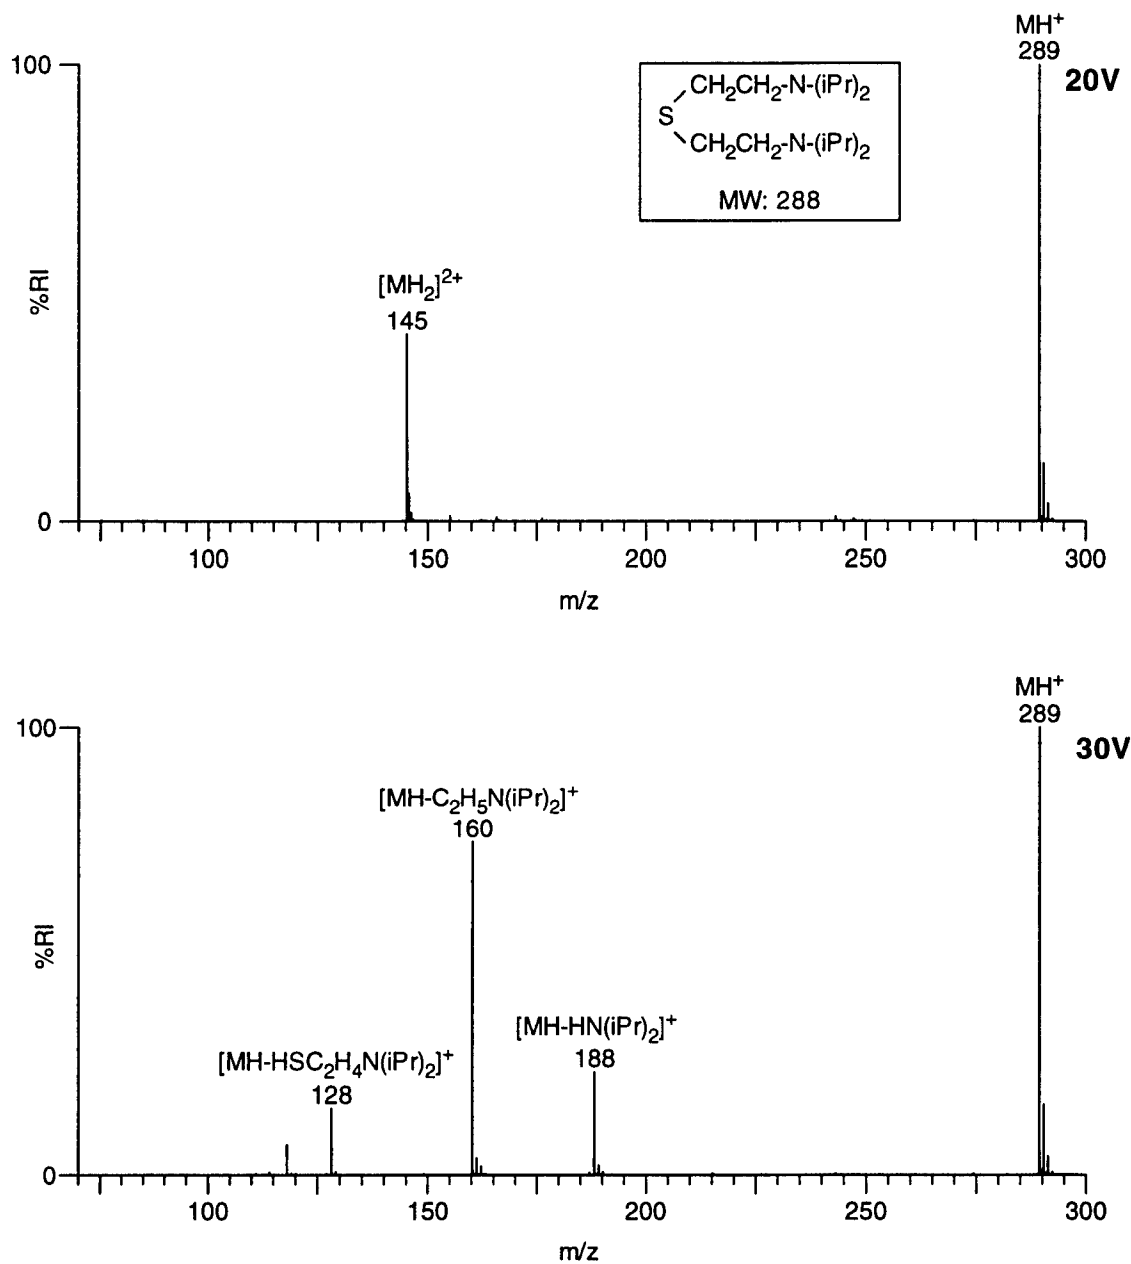 MH⁺
289
100
20V
CH₂CH₂-N-(iPr)₂
S
CH₂CH₂-N-(iPr)₂
MW: 288
[MH₂]²⁺
145
%RI
0
100
150
200
250
300
m/z
MH⁺
289
100
30V
[MH-C₂H₅N(iPr)₂]⁺
160
%RI
[MH-HN(iPr)₂]⁺
188
[MH-HSC₂H₄N(iPr)₂]⁺
128
0
100
150
200
250
300
m/z